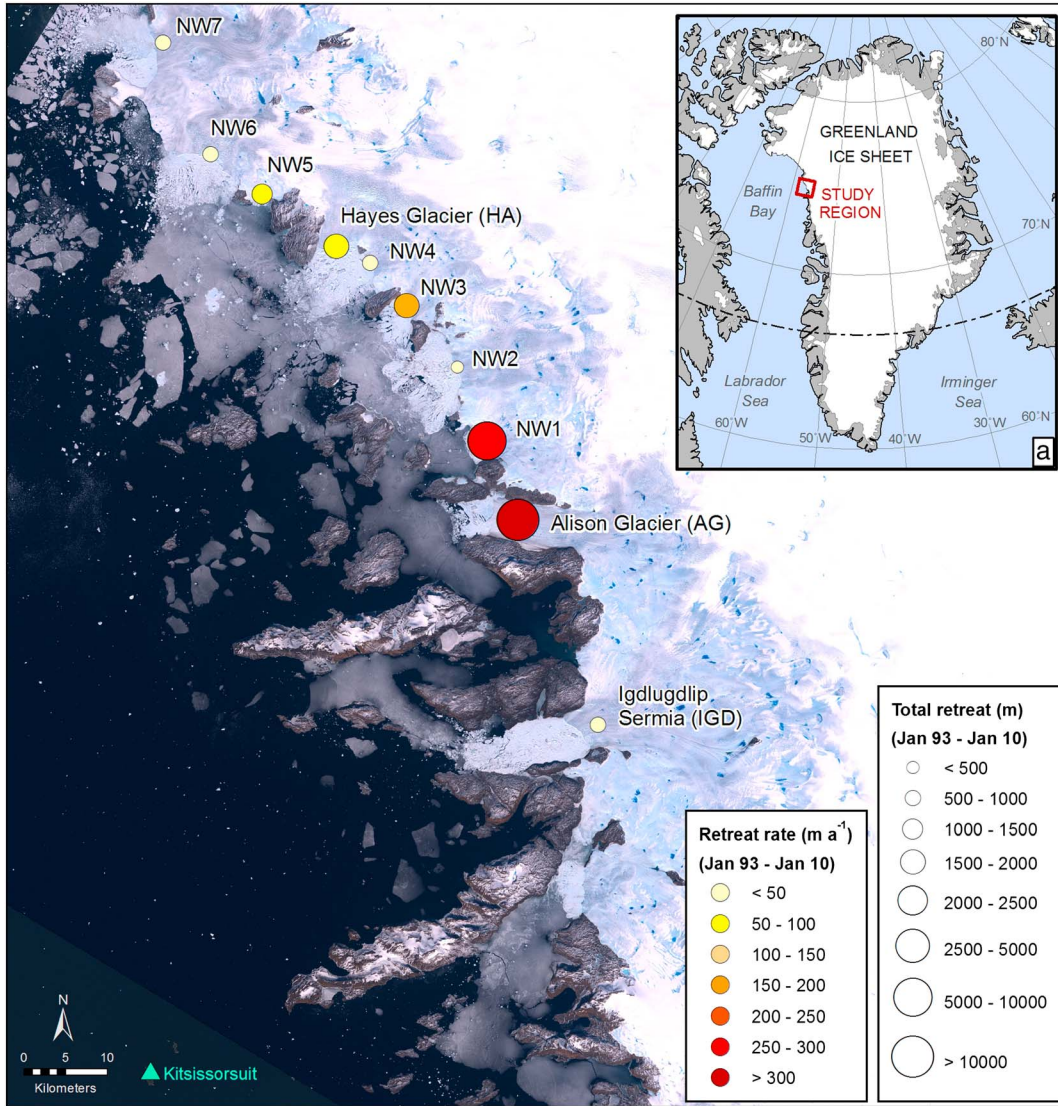 NW7
NW6
NW5
Hayes Glacier (HA)
NW4
NW3
NW2
NW1
Alison Glacier (AG)
Igdlugdlip
Sermia (IGD)
N
0 5 10
Kilometers
Kitsissorsuit
80°N
GREENLAND
ICE SHEET
Baffin
Bay
STUDY
REGION
70°N
Labrador
Sea
Irminger
Sea
60°W
50°W
40°W
60°N
a
Retreat rate (m a⁻¹)
(Jan 93 - Jan 10)
< 50
50 - 100
100 - 150
150 - 200
200 - 250
250 - 300
> 300
Total retreat (m)
(Jan 93 - Jan 10)
< 500
500 - 1000
1000 - 1500
1500 - 2000
2000 - 2500
2500 - 5000
5000 - 10000
> 10000